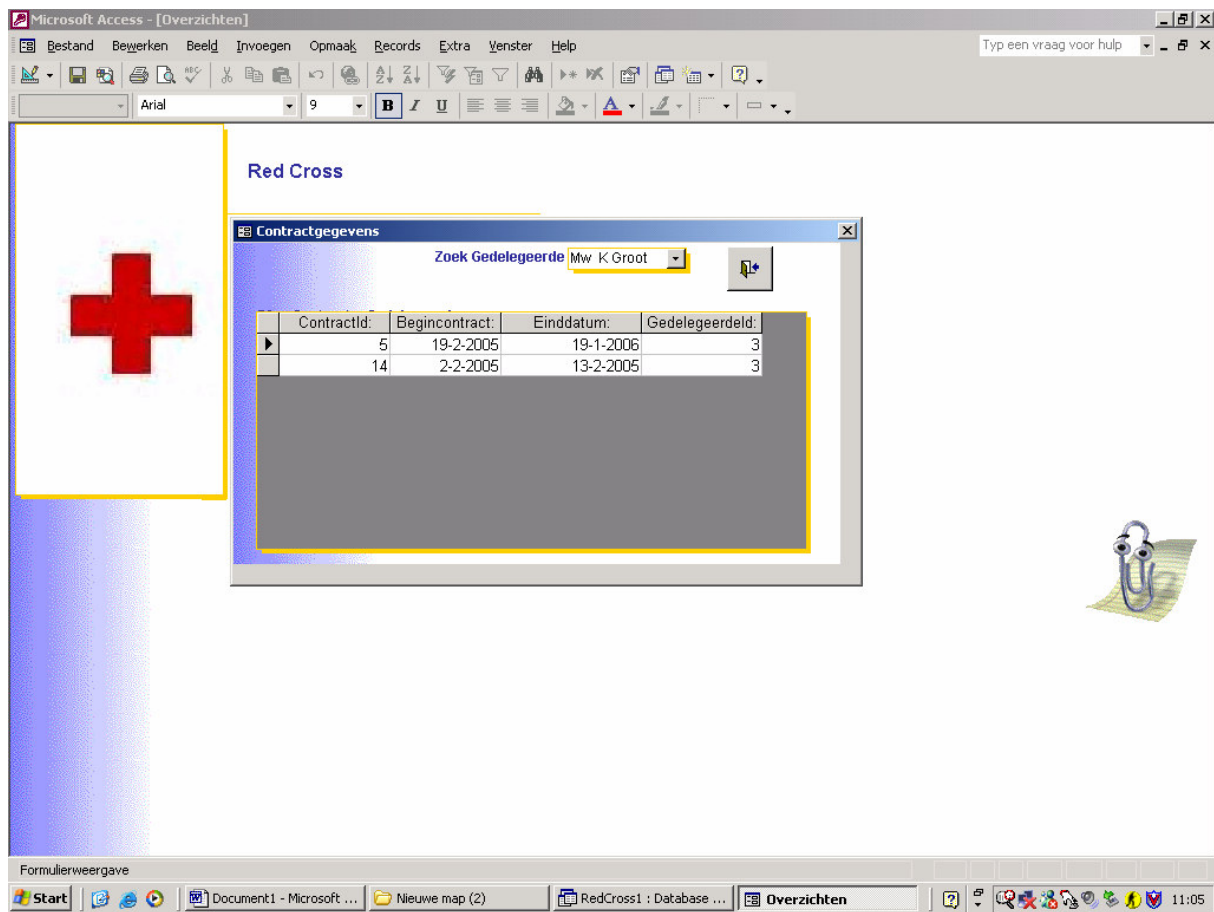 Microsoft Access - [Overzichten]
Bestand Bewerken Beeld Invoegen Opmaak Records Extra Venster Help Typ een vraag voor hulp
Arial 9 B I U A
Red Cross
Contractgegevens
Zoek Gedelegeerde Mw K Groot
ContractId: Begincontract: Einddatum: GedelegeerdeId:
5 19-2-2005 19-1-2006 3
14 2-2-2005 13-2-2005 3
Formulierweergave
Start Document1 - Microsoft ... Nieuwe map (2) RedCross1 : Database ... Overzichten 11:05